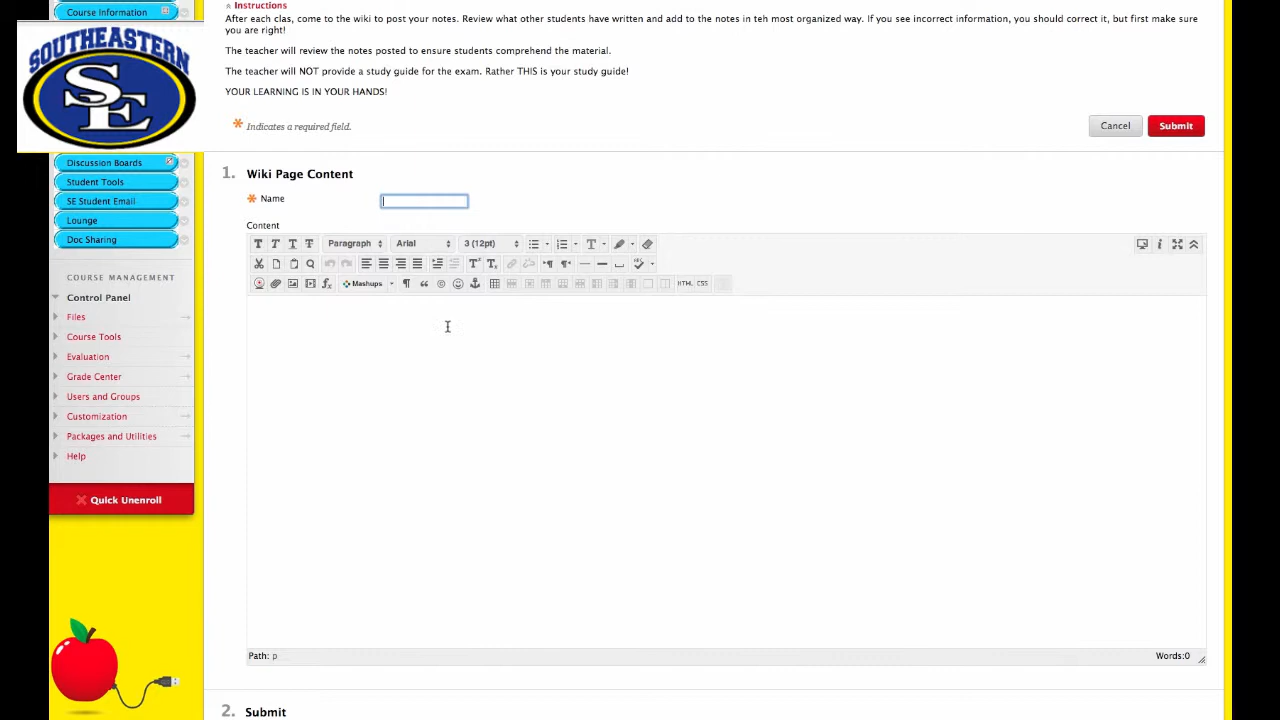 Course Information
Instructions
After each clas, come to the wiki to post your notes. Review what other students have written and add to the notes in teh most organized way. If you see incorrect information, you should correct it, but first make sure
you are right!
The teacher will review the notes posted to ensure students comprehend the material.
The teacher will NOT provide a study guide for the exam. Rather THIS is your study guide!
YOUR LEARNING IS IN YOUR HANDS!
Indicates a required field.
Cancel
Submit
SOUTHEASTERN
SE
Discussion Boards
Student Tools
SE Student Email
Lounge
Doc Sharing
COURSE MANAGEMENT
Control Panel
Files
Course Tools
Evaluation
Grade Center
Users and Groups
Customization
Packages and Utilities
Help
Quick Unenroll
1. Wiki Page Content
Name
Content
T T T T Paragraph Arial 3 (12pt)
Mashups HTML CSS
Path: p
Words:0
2. Submit